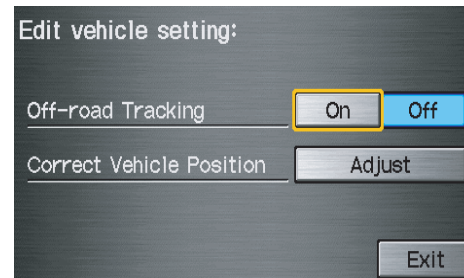 Edit vehicle setting:
Off-road Tracking On Off
Correct Vehicle Position Adjust
Exit